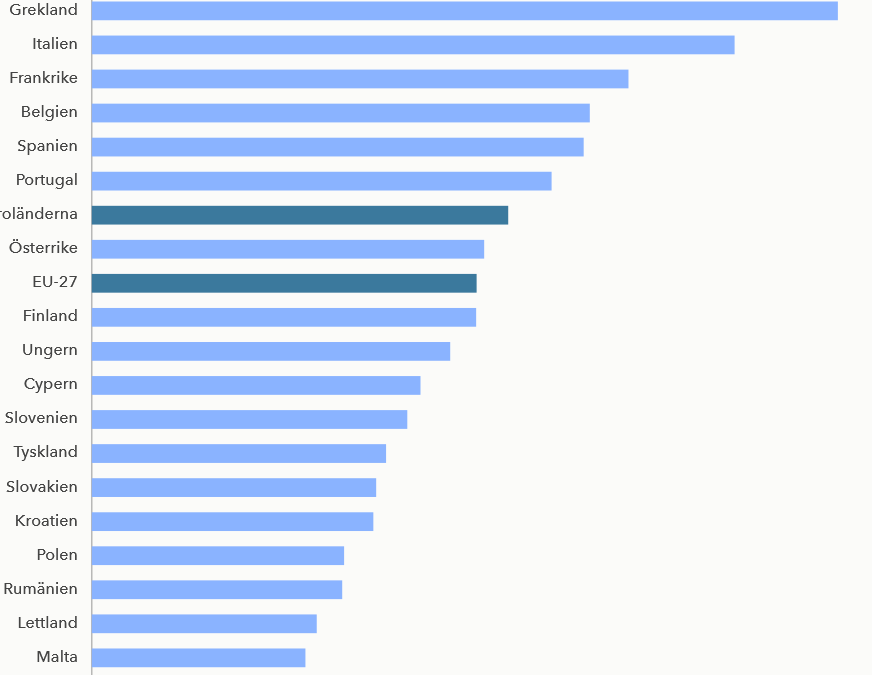 Grekland
Italien
Frankrike
Belgien
Spanien
Portugal
roländerna
Österrike
EU-27
Finland
Ungern
Cypern
Slovenien
Tyskland
Slovakien
Kroatien
Polen
Rumänien
Lettland
Malta